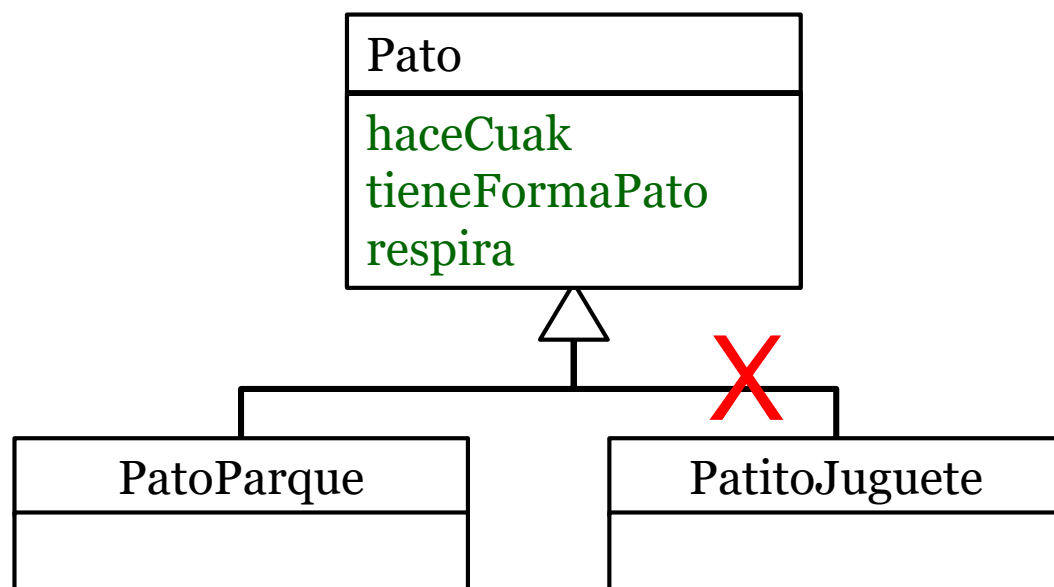 Pato
haceCuak
tieneFormaPato
respira
X
PatoParque
PatitoJuguete